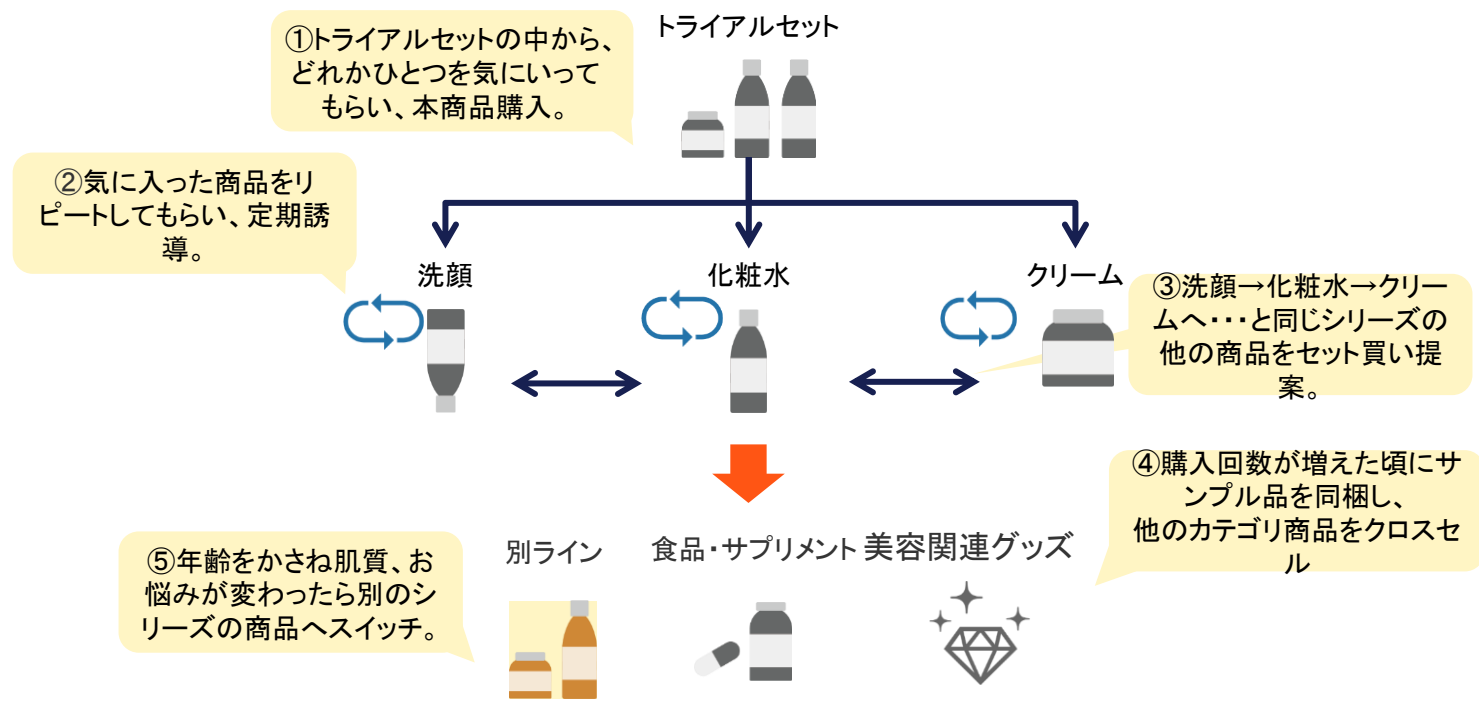 トライアルセット
①トライアルセットの中から、
どれかひとつを気にいって
もらい、本商品購入。
②気に入った商品をリ
ピートしてもらい、定期誘
導。
洗顔
化粧水
クリーム
③洗顔→化粧水→クリー
ムへ・・・と同じシリーズの
他の商品をセット買い提
案。
④購入回数が増えた頃にサ
ンプル品を同梱し、
他のカテゴリ商品をクロスセ
ル
⑤年齢をかさね肌質、お
悩みが変わったら別のシ
リーズの商品へスイッチ。
別ライン
食品・サプリメント
美容関連グッズ